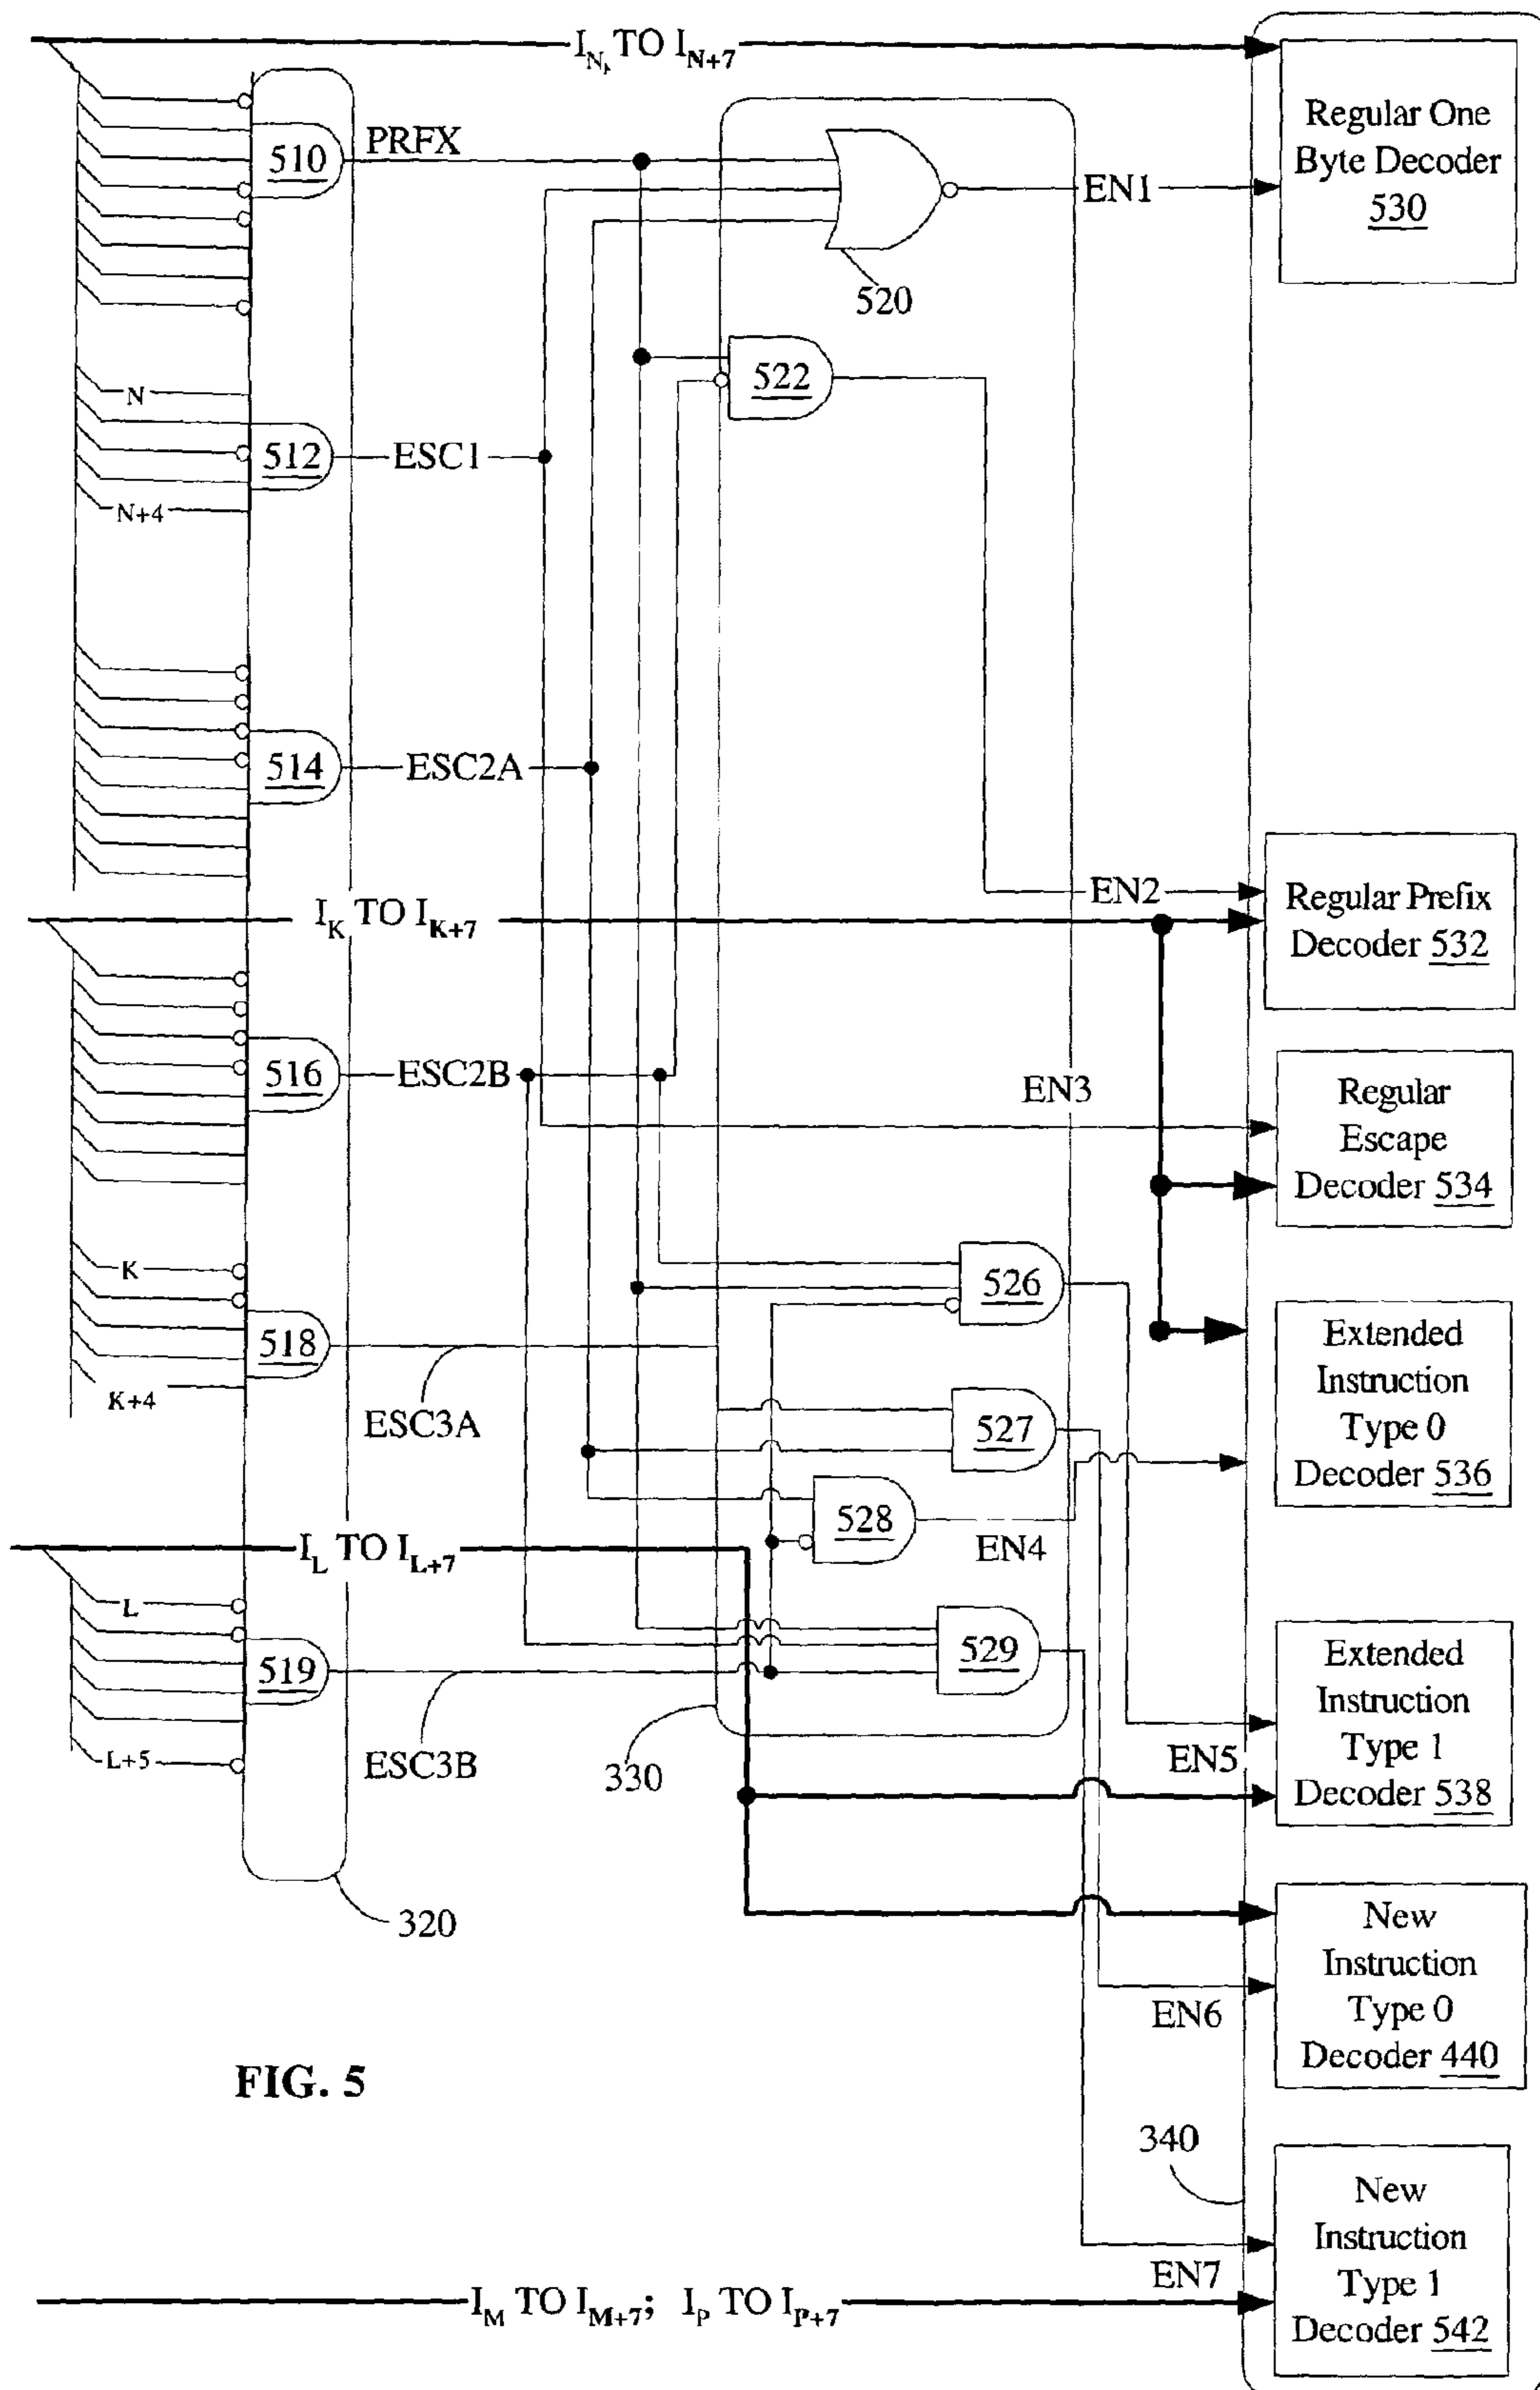 I_N, TO I_N+7
Regular One
Byte Decoder
530
510
PRFX
EN1
520
522
N
512
ESC1
N+4
514
ESC2A
EN2
I_K TO I_K+7
Regular Prefix
Decoder 532
516
ESC2B
EN3
Regular
Escape
Decoder 534
K
518
K+4
ESC3A
526
527
528
EN4
Extended
Instruction
Type 0
Decoder 536
I_L TO I_L+7
L
519
L+5
ESC3B
529
330
EN5
Extended
Instruction
Type 1
Decoder 538
320
EN6
New
Instruction
Type 0
Decoder 440
FIG. 5
340
EN7
New
Instruction
Type 1
Decoder 542
I_M TO I_M+7; I_P TO I_P+7